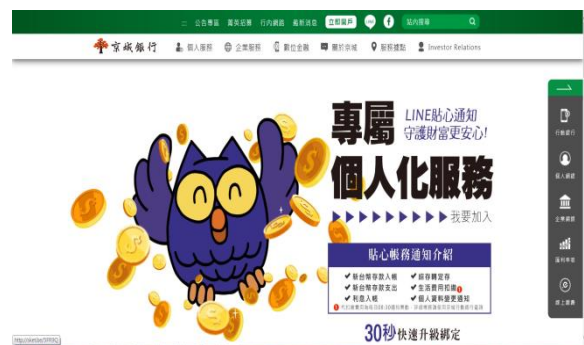 公告專區 菁英招募 行內網路 最新消息 立即開戶 站內搜尋
京城銀行 個人服務 企業服務 數位金融 關於京城 服務據點 Investor Relations
專屬 LINE貼心通知
守護財富更安心!
個人化服務
我要加入
貼心帳務通知介紹
✔新台幣存款入帳 ✔綜存轉定存
✔新台幣存款支出 ✔生活費用扣繳
✔利息入帳 ✔個人資料變更通知
30秒快速升級綁定
行動銀行
個人網銀
企業網銀
匯利率表
線上服務